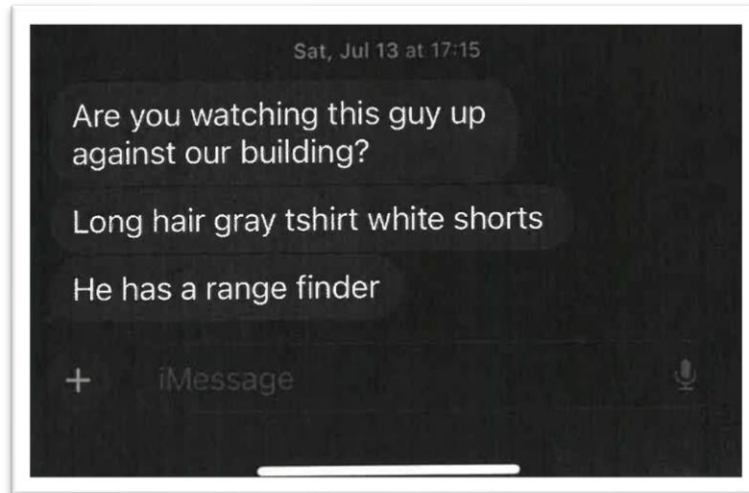 Sat, Jul 13 at 17:15
Are you watching this guy up
against our building?
Long hair gray tshirt white shorts
He has a range finder
+ iMessage